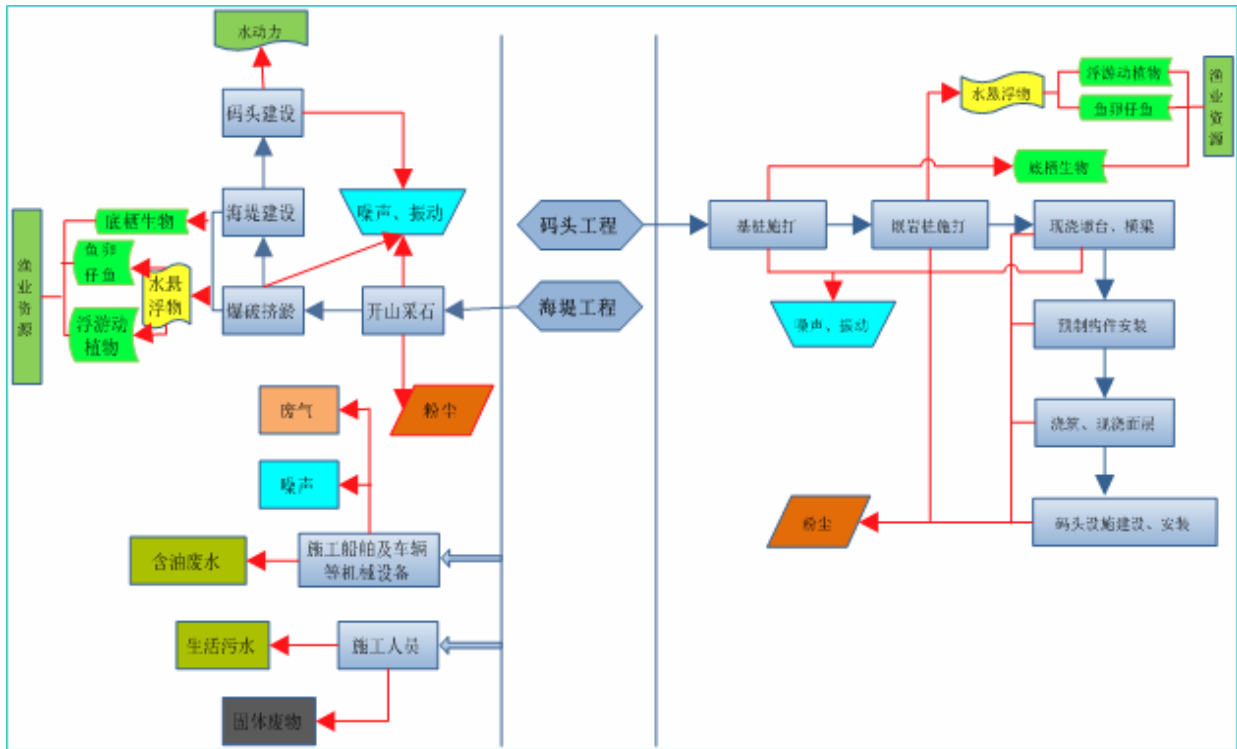 水动力
码头建设
海堤建设
噪声、振动
底栖生物
鱼卵
仔鱼
水悬
浮物
浮游动
植物
渔业资源
爆破挤淤
开山采石
粉尘
废气
噪声
含油废水
施工船舶及车辆
等机械设备
生活污水
施工人员
固体废物
码头工程
海堤工程
水悬浮物
浮游动植物
鱼卵仔鱼
渔业资源
底栖生物
基桩施打
嵌岩桩施打
现浇墩台、横梁
噪声、振动
预制构件安装
浇筑、现浇面层
粉尘
码头设施建设、安装